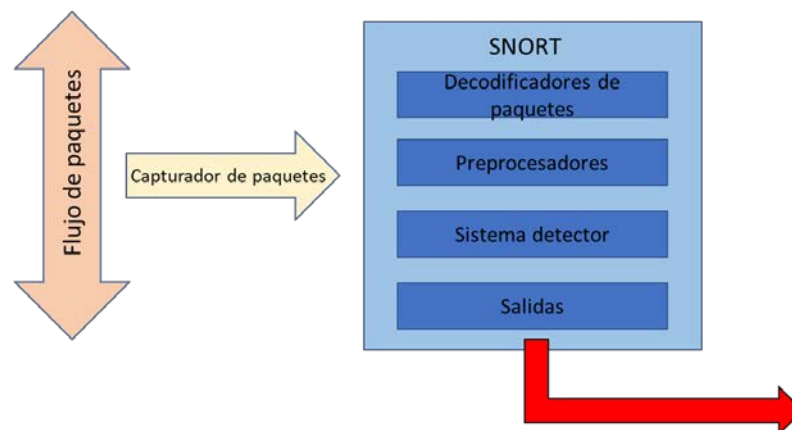 Flujo de paquetes
Capturador de paquetes
SNORT
Decodificadores de
paquetes
Preprocesadores
Sistema detector
Salidas